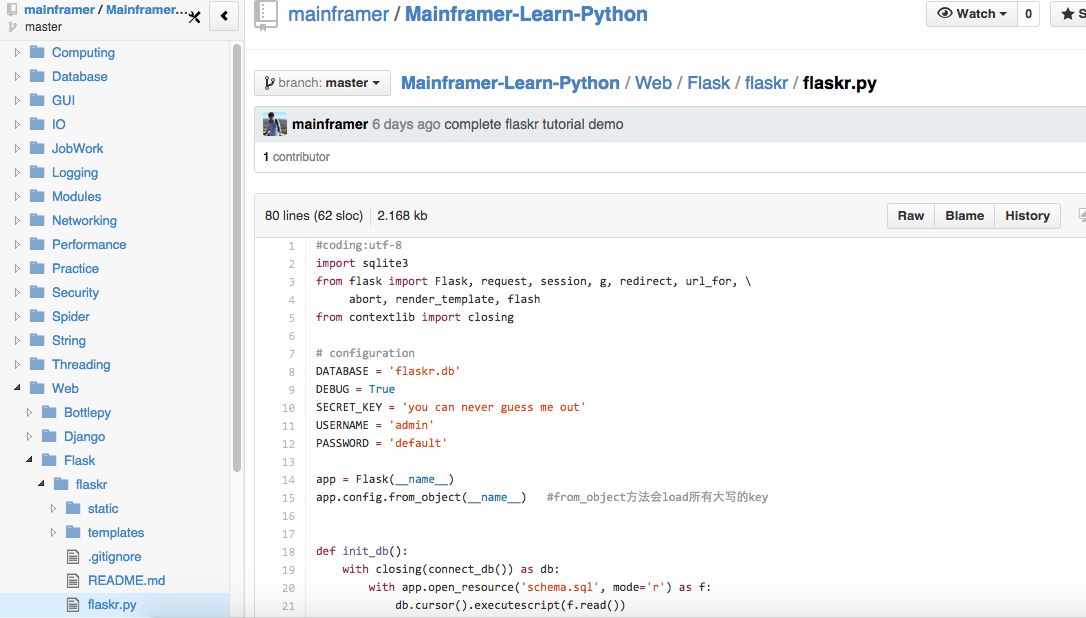 mainframer / Mainframer...
master
Computing
Database
GUI
IO
JobWork
Logging
Modules
Networking
Performance
Practice
Security
Spider
String
Threading
Web
Bottlepy
Django
Flask
flaskr
static
templates
.gitignore
README.md
flaskr.py
mainframer / Mainframer-Learn-Python
Watch 0
branch: master
Mainframer-Learn-Python / Web / Flask / flaskr / flaskr.py
mainframer 6 days ago complete flaskr tutorial demo
1 contributor
80 lines (62 sloc) 2.168 kb
Raw Blame History
1 #coding:utf-8
2 import sqlite3
3 from flask import Flask, request, session, g, redirect, url_for, \
4 abort, render_template, flash
5 from contextlib import closing
6
7 # configuration
8 DATABASE = 'flaskr.db'
9 DEBUG = True
10 SECRET_KEY = 'you can never guess me out'
11 USERNAME = 'admin'
12 PASSWORD = 'default'
13
14 app = Flask(__name__)
15 app.config.from_object(__name__) #from_object方法会load所有大写的key
16
17
18 def init_db():
19 with closing(connect_db()) as db:
20 with app.open_resource('schema.sql', mode='r') as f:
21 db.cursor().executescript(f.read())